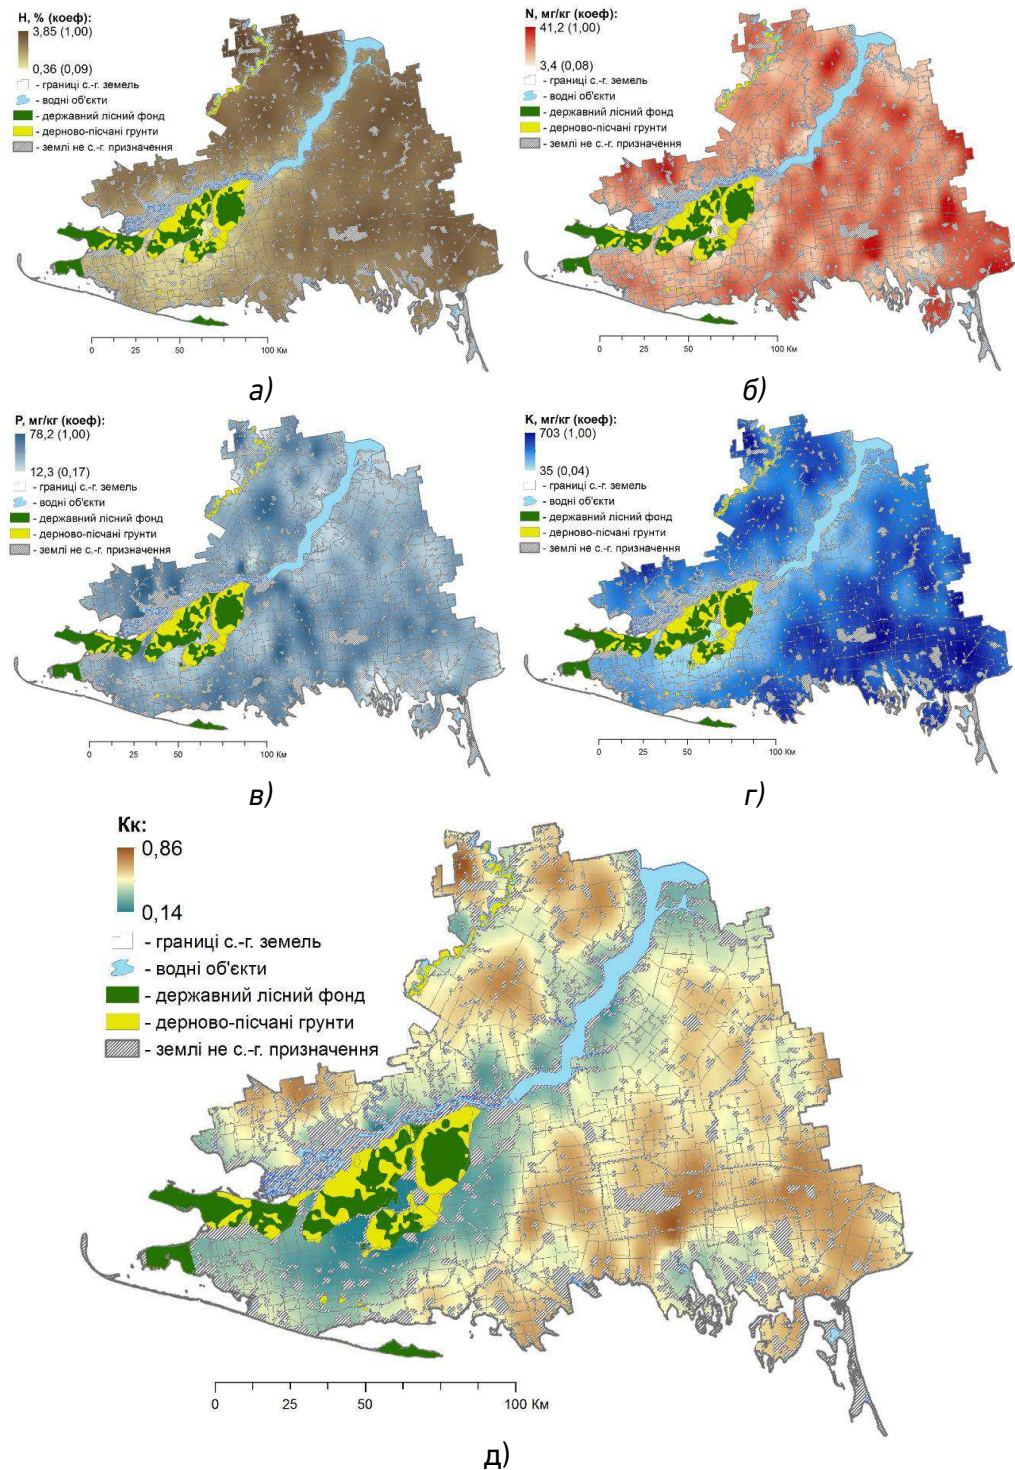 Н, % (коеф):
3,85 (1,00)
0,36 (0,09)
- границі с.-г. земель
- водні об'єкти
- державний лісний фонд
- дерново-пісчані грунти
- землі не с.-г. призначення
0 25 50 100 Км
а)
N, мг/кг (коеф):
41,2 (1,00)
3,4 (0,08)
- границі с.-г. земель
- водні об'єкти
- державний лісний фонд
- дерново-пісчані грунти
- землі не с.-г. призначення
0 25 50 100 Км
б)
P, мг/кг (коеф):
78,2 (1,00)
12,3 (0,17)
- границі с.-г. земель
- водні об'єкти
- державний лісний фонд
- дерново-пісчані грунти
- землі не с.-г. призначення
0 25 50 100 Км
в)
K, мг/кг (коеф):
703 (1,00)
35 (0,04)
- границі с.-г. земель
- водні об'єкти
- державний лісний фонд
- дерново-пісчані грунти
- землі не с.-г. призначення
0 25 50 100 Км
г)
Кк:
0,86
0,14
- границі с.-г. земель
- водні об'єкти
- державний лісний фонд
- дерново-пісчані грунти
- землі не с.-г. призначення
0 25 50 100 Км
д)